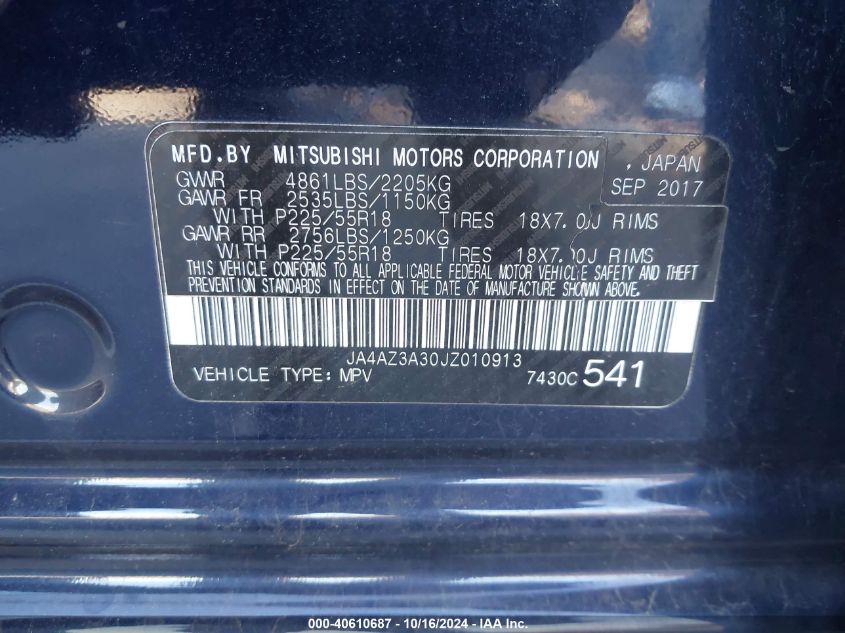 MFD.BY MITSUBISHI MOTORS CORPORATION , JAPAN
GVWR 4861LBS/2205KG SEP 2017
GAWR FR 2535LBS/1150KG
WITH P225/55R18 TIRES 18X7.0J RIMS
GAWR RR 2756LBS/1250KG
WITH P225/55R18 TIRES 18X7.0J RIMS
THIS VEHICLE CONFORMS TO ALL APPLICABLE FEDERAL MOTOR VEHICLE SAFETY AND THEFT
PREVENTION STANDARDS IN EFFECT ON THE DATE OF MANUFACTURE SHOWN ABOVE.
JA4AZ3A30JZ010913
VEHICLE TYPE: MPV 7430C 541
000-40610687 - 10/16/2024 - IAA Inc.